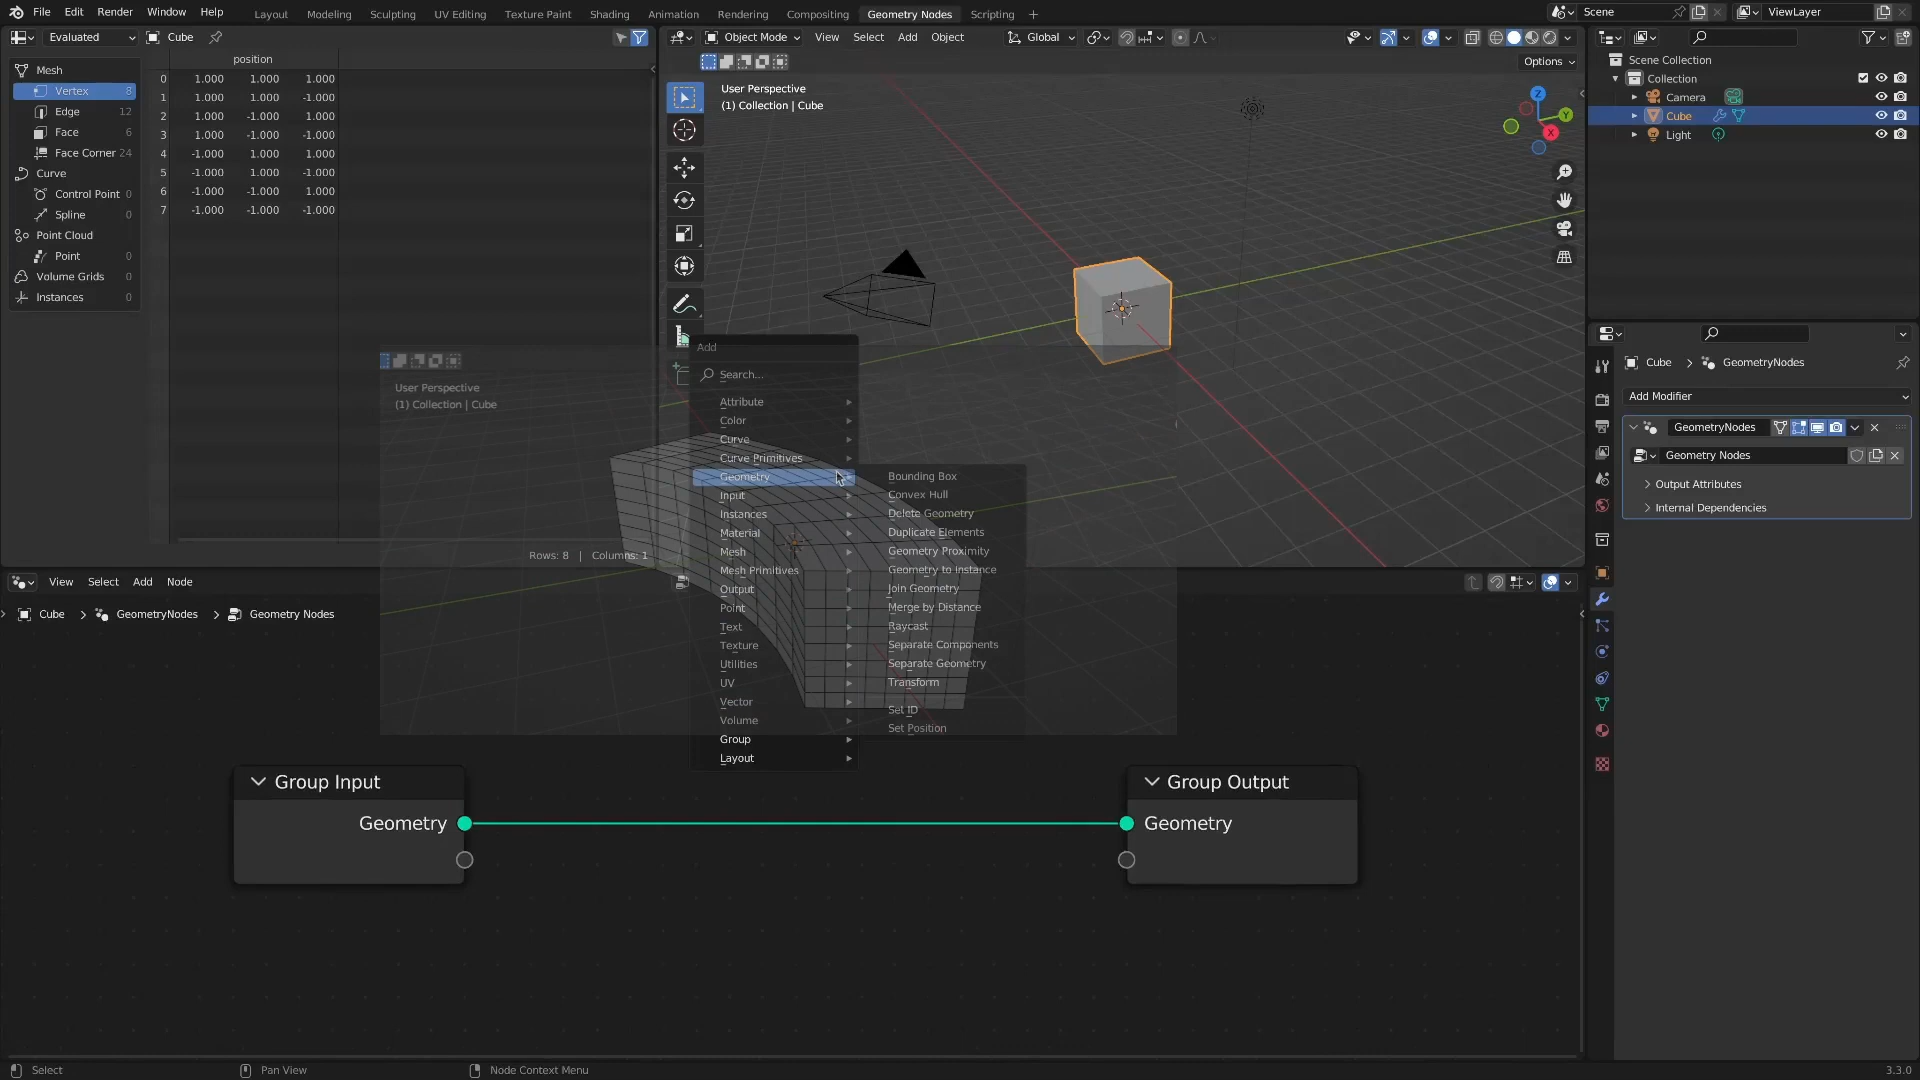 File Edit Render Window Help
Layout Modeling Sculpting UV Editing Texture Paint Shading Animation Rendering Compositing Geometry Nodes Scripting +
Scene
ViewLayer
Evaluated
Cube
position
Mesh
Vertex 8
Edge 12
Face 6
Face Corner 24
Curve
Control Point 0
Spline 0
Point Cloud
Point 0
Volume Grids 0
Instances 0
0 1.000 1.000 1.000
1 1.000 1.000 -1.000
2 1.000 -1.000 1.000
3 1.000 -1.000 -1.000
4 -1.000 1.000 1.000
5 -1.000 1.000 -1.000
6 -1.000 -1.000 1.000
7 -1.000 -1.000 -1.000
Rows: 8 | Columns: 1
Object Mode View Select Add Object
Global
Options
User Perspective
(1) Collection | Cube
Z
Y
X
User Perspective
(1) Collection | Cube
Add
Search...
Attribute
Color
Curve
Curve Primitives
Geometry
Input
Instances
Material
Mesh
Mesh Primitives
Output
Point
Text
Texture
Utilities
UV
Vector
Volume
Group
Layout
Bounding Box
Convex Hull
Delete Geometry
Duplicate Elements
Geometry Proximity
Geometry to Instance
Join Geometry
Merge by Distance
Raycast
Separate Components
Separate Geometry
Transform
Set ID
Set Position
Scene Collection
Collection
Camera
Cube
Light
Cube > GeometryNodes
Add Modifier
GeometryNodes
Geometry Nodes
Output Attributes
Internal Dependencies
View Select Add Node
Cube > GeometryNodes > Geometry Nodes
Group Input
Geometry
Group Output
Geometry
Select
Pan View
Node Context Menu
3.3.0